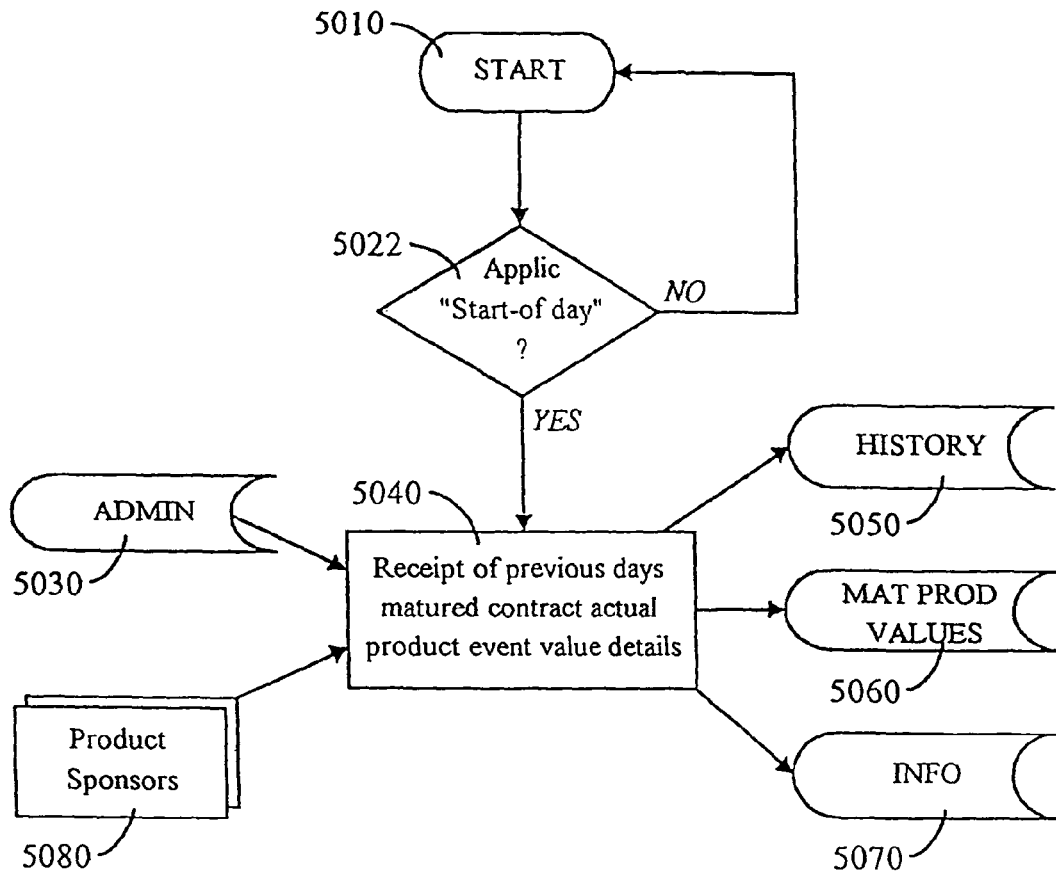 5010
START
5022
Applic
"Start-of day"
?
NO
YES
HISTORY
5050
ADMIN
5030
5040
Receipt of previous days
matured contract actual
product event value details
MAT PROD
VALUES
5060
Product
Sponsors
5080
INFO
5070